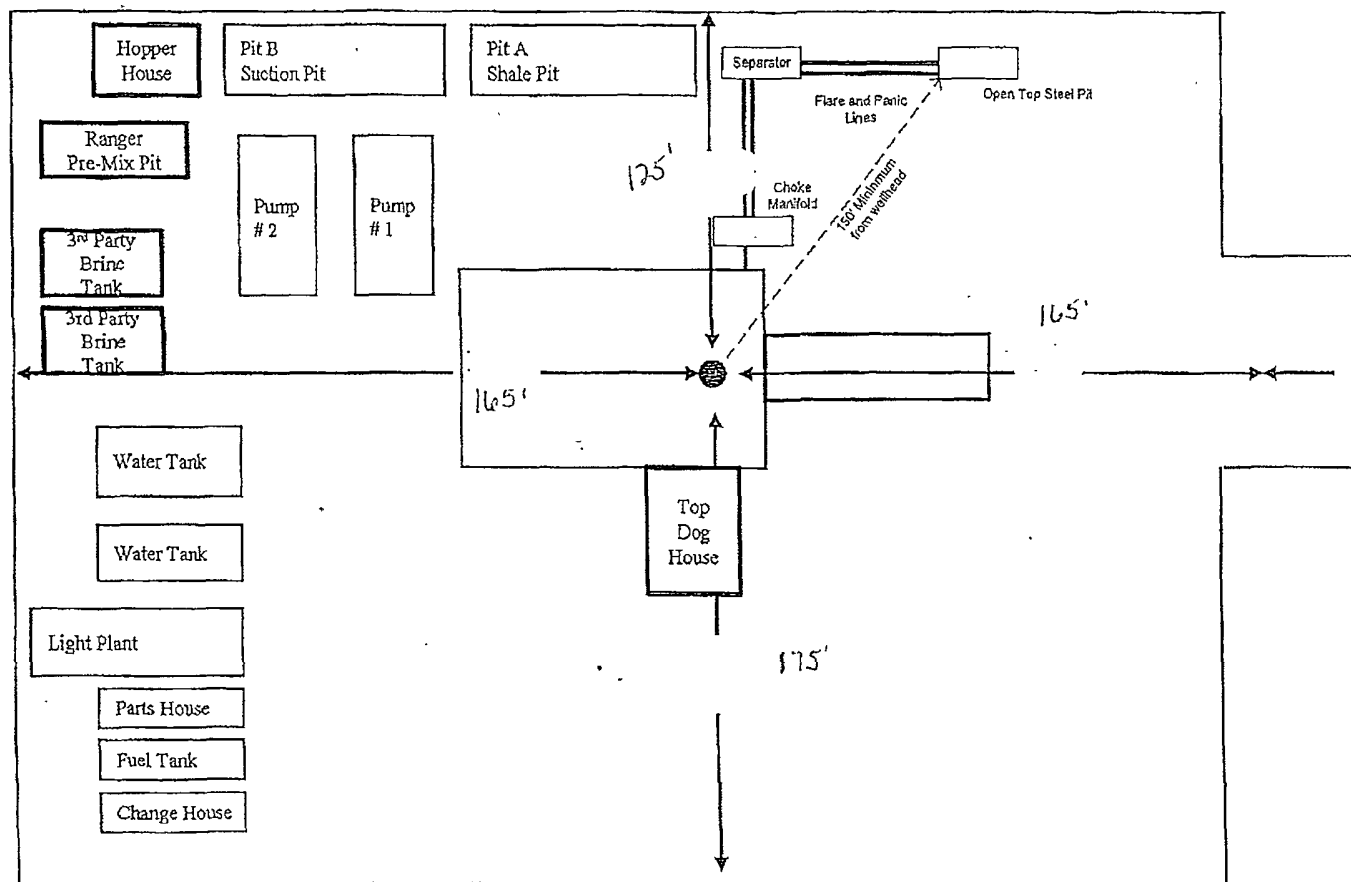 Hopper
House
Pit B
Suction Pit
Pit A
Shale Pit
Separator
Flare and Panic
Lines
Open Top Steel Pit
Ranger
Pre-Mix Pit
Pump
# 2
Pump
# 1
125'
Choke
Manifold
150' Minimum
from wellhead
3rd Party
Brine
Tank
3rd Party
Brine
Tank
165'
165'
Water Tank
Top
Dog
House
Water Tank
Light Plant
175'
Parts House
Fuel Tank
Change House